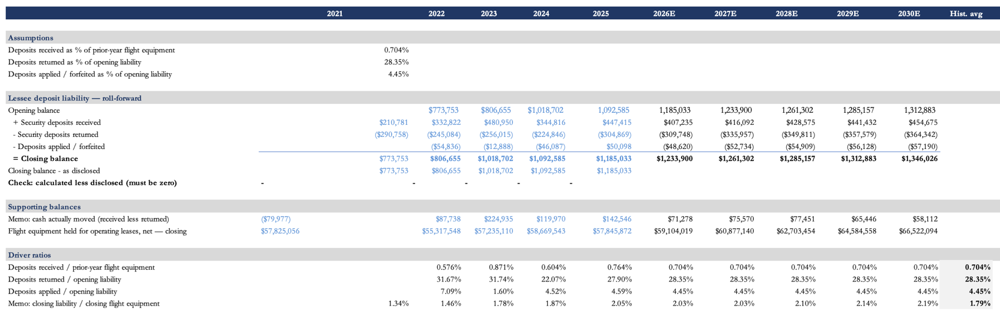 2021 2022 2023 2024 2025 2026E 2027E 2028E 2029E 2030E Hist. avg
Assumptions
Deposits received as % of prior-year flight equipment 0.704%
Deposits returned as % of opening liability 28.35%
Deposits applied / forfeited as % of opening liability 4.45%
Lessee deposit liability — roll-forward
Opening balance $773,753 $806,655 $1,018,702 1,092,585 1,185,033 1,233,900 1,261,302 1,285,157 1,312,883
+ Security deposits received $210,781 $332,822 $480,950 $344,816 $447,415 $407,235 $416,092 $428,575 $441,432 $454,675
- Security deposits returned ($290,758) ($245,084) ($256,015) ($224,846) ($304,869) ($309,748) ($335,957) ($349,811) ($357,579) ($364,342)
- Deposits applied / forfeited ($54,836) ($12,888) ($46,087) $50,098 ($48,620) ($52,734) ($54,909) ($56,128) ($57,190)
= Closing balance $773,753 $806,655 $1,018,702 $1,092,585 $1,185,033 $1,233,900 $1,261,302 $1,285,157 $1,312,883 $1,346,026
Closing balance - as disclosed $773,753 $806,655 $1,018,702 $1,092,585 $1,185,033
Check: calculated less disclosed (must be zero) - - - - -
Supporting balances
Memo: cash actually moved (received less returned) ($79,977) $87,738 $224,935 $119,970 $142,546 $71,278 $75,570 $77,451 $65,446 $58,112
Flight equipment held for operating leases, net — closing $57,825,056 $55,317,548 $57,235,110 $58,669,543 $57,845,872 $59,104,019 $60,877,140 $62,703,454 $64,584,558 $66,522,094
Driver ratios
Deposits received / prior-year flight equipment 0.576% 0.871% 0.604% 0.764% 0.704% 0.704% 0.704% 0.704% 0.704% 0.704%
Deposits returned / opening liability 31.67% 31.74% 22.07% 27.90% 28.35% 28.35% 28.35% 28.35% 28.35% 28.35%
Deposits applied / opening liability 7.09% 1.60% 4.52% 4.59% 4.45% 4.45% 4.45% 4.45% 4.45% 4.45%
Memo: closing liability / closing flight equipment 1.34% 1.46% 1.78% 1.87% 2.05% 2.03% 2.03% 2.10% 2.14% 2.19% 1.79%